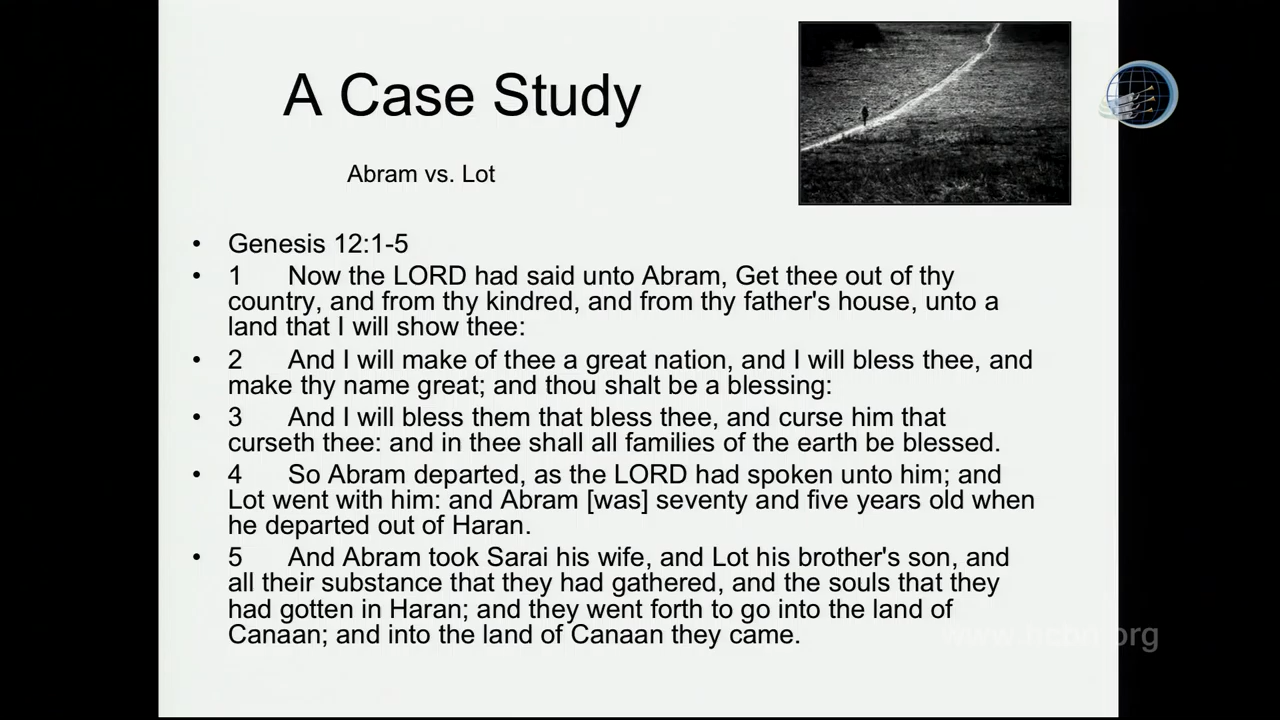 A Case Study
Abram vs. Lot
• Genesis 12:1-5
• 1 Now the LORD had said unto Abram, Get thee out of thy
country, and from thy kindred, and from thy father's house, unto a
land that I will show thee:
• 2 And I will make of thee a great nation, and I will bless thee, and
make thy name great; and thou shalt be a blessing:
• 3 And I will bless them that bless thee, and curse him that
curseth thee: and in thee shall all families of the earth be blessed.
• 4 So Abram departed, as the LORD had spoken unto him; and
Lot went with him: and Abram [was] seventy and five years old when
he departed out of Haran.
• 5 And Abram took Sarai his wife, and Lot his brother's son, and
all their substance that they had gathered, and the souls that they
had gotten in Haran; and they went forth to go into the land of
Canaan; and into the land of Canaan they came.